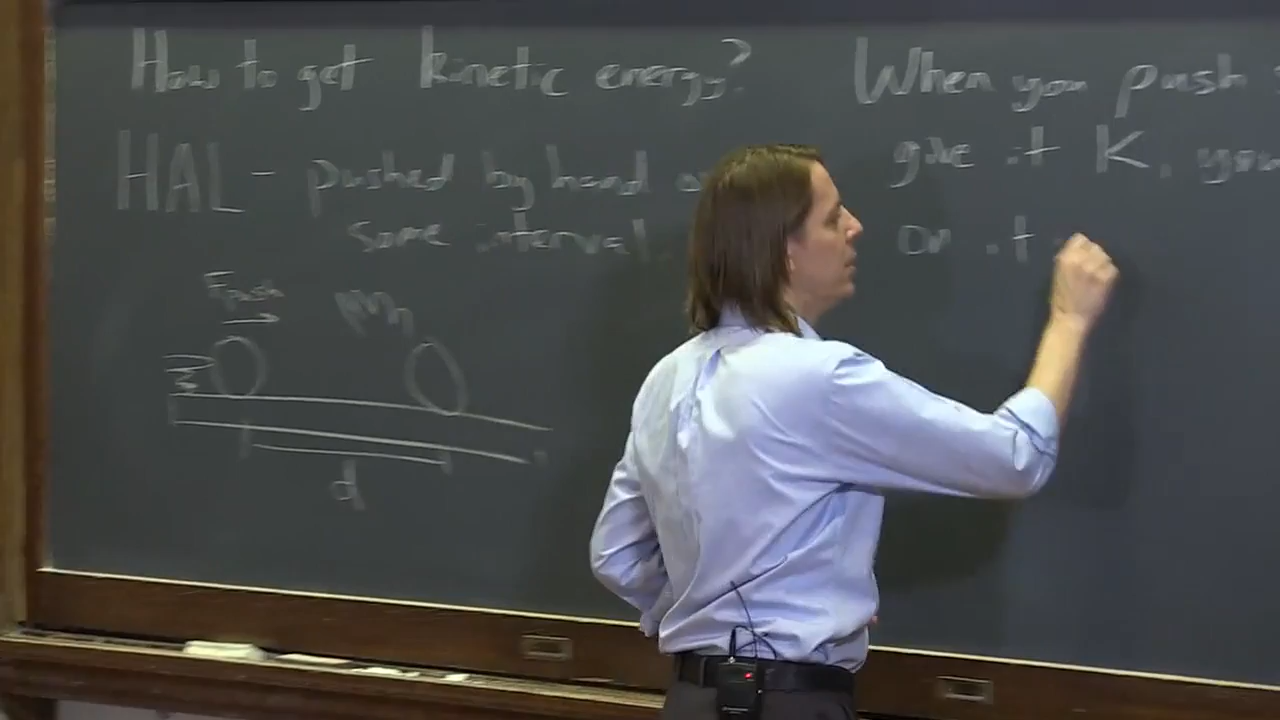 How to get kinetic energy?
HAL - pushed by hand
some interval
Fpush
d
When you push
give it K, you
on it